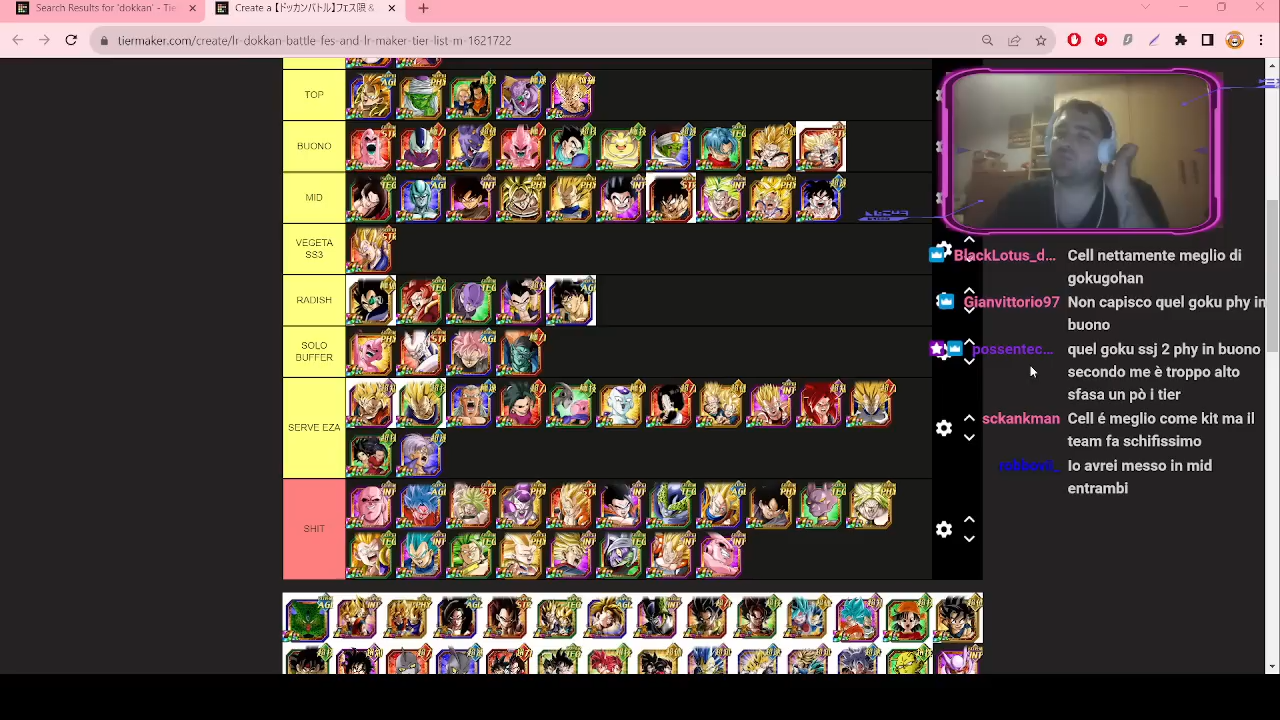 Search Results for 'dokkan' - Tie
Create a 【ドッカンバトル】フェス限 &
tiermaker.com/create/lr-dokkan-battle-fes-and-lr-maker-tier-list-m-1621722
TOP
BUONO
MID
VEGETA
SS3
RADISH
SOLO
BUFFER
SERVE EZA
SHIT
BlackLotus_d... Cell nettamente meglio di
gokugohan
Gianvittorio97 Non capisco quel goku phy in
buono
possentec... quel goku ssj 2 phy in buono
secondo me è troppo alto
sfasa un pò i tier
sckankman Cell é meglio come kit ma il
team fa schifissimo
Io avrei messo in mid
entrambi